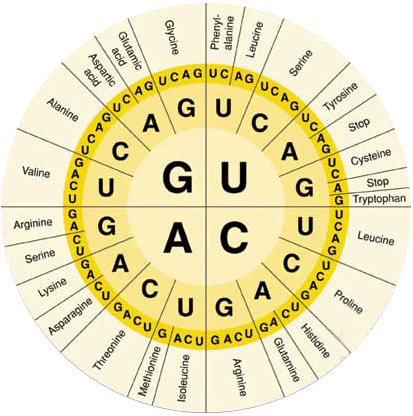 Phenyl-
alanine
Leucine
Serine
Tyrosine
Stop
Cysteine
Stop
Tryptophan
Leucine
Proline
Histidine
Glutamine
Arginine
Isoleucine
Methionine
Threonine
Asparagine
Lysine
Serine
Arginine
Valine
Alanine
Aspartic
acid
Glutamic
acid
Glycine
U C A G U C A G U C A G U C A G
U C A G U C A G U C A G U C A G
U C A G U C A G U C A G U C A G
U C A G U C A G U C A G U C A G
U C A G
U C A G
U C A G
U C A G
G U
A C